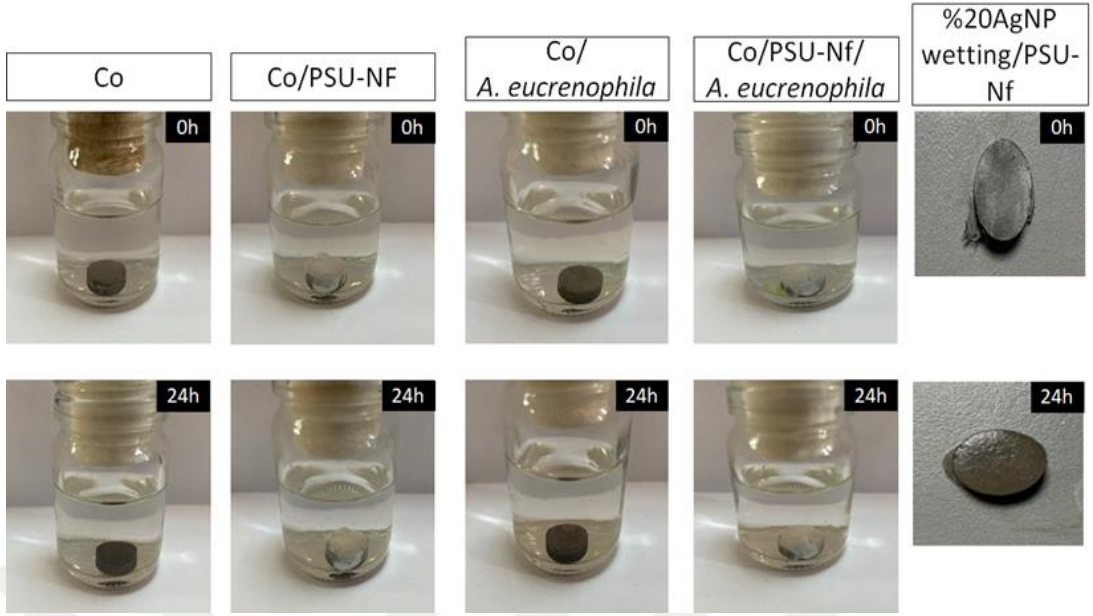 Co
Co/PSU-NF
Co/
A. eucrenophila
Co/PSU-Nf/
A. eucrenophila
%20AgNP
wetting/PSU-
Nf
0h
0h
0h
0h
0h
24h
24h
24h
24h
24h